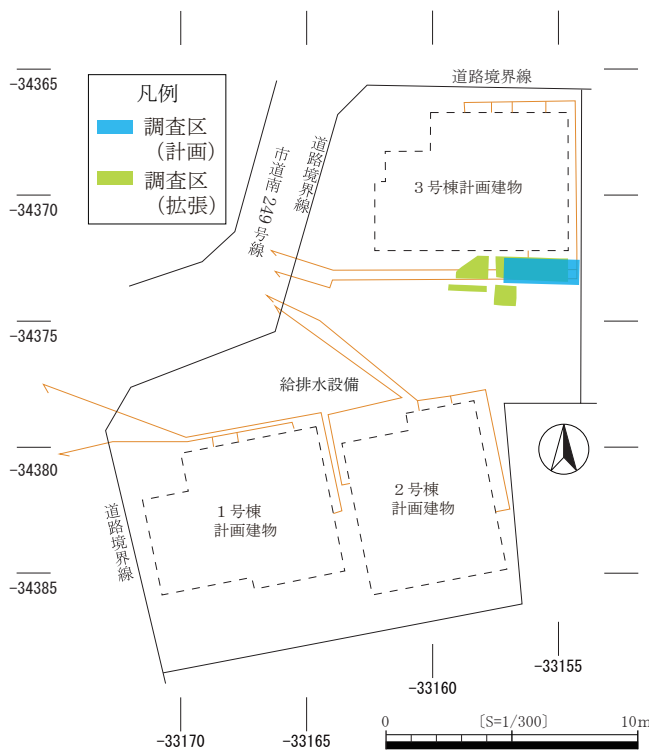 -34365
凡例
調査区
（計画）
調査区
（拡張）
道路境界線
道路境界線
市道南249号線
3号棟計画建物
-34370
-34375
給排水設備
-34380
1号棟
計画建物
2号棟
計画建物
道路境界線
-34385
-33155
-33160
-33165
-33170
0
〔S=1/300〕
10m